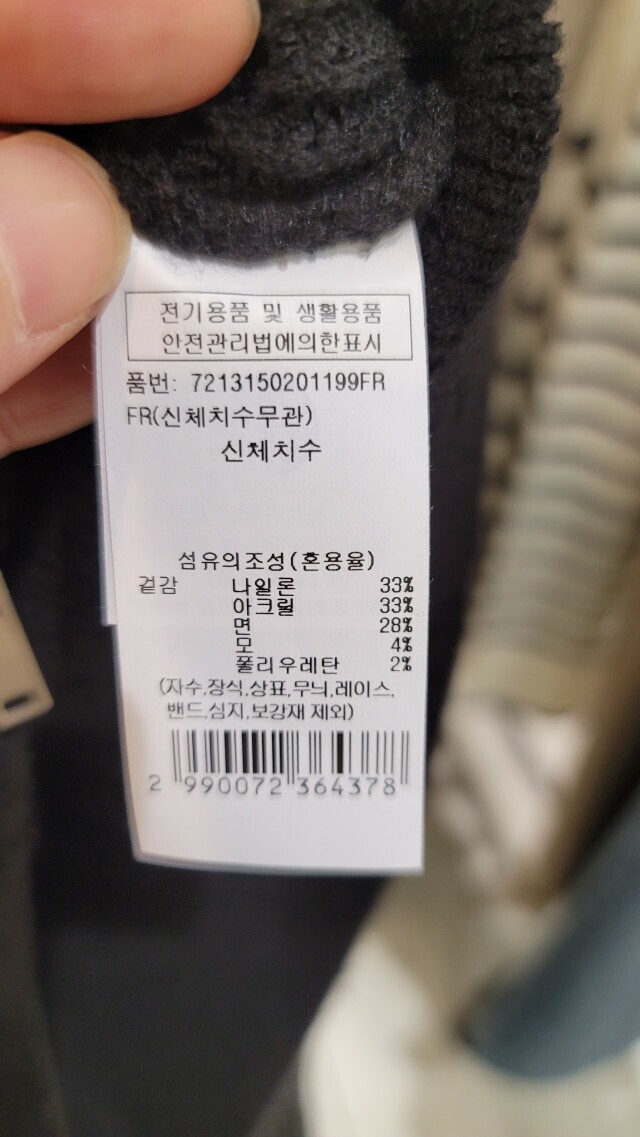 전기용품 및 생활용품
안전관리법에의한표시
품번: 7213150201199FR
FR(신체치수무관)
신체치수
섬유의조성(혼용율)
겉감 나일론 33%
아크릴 33%
면 28%
모 4%
폴리우레탄 2%
(자수,장식,상표,무늬,레이스,
밴드,심지,보강재 제외)
2 990072 364378